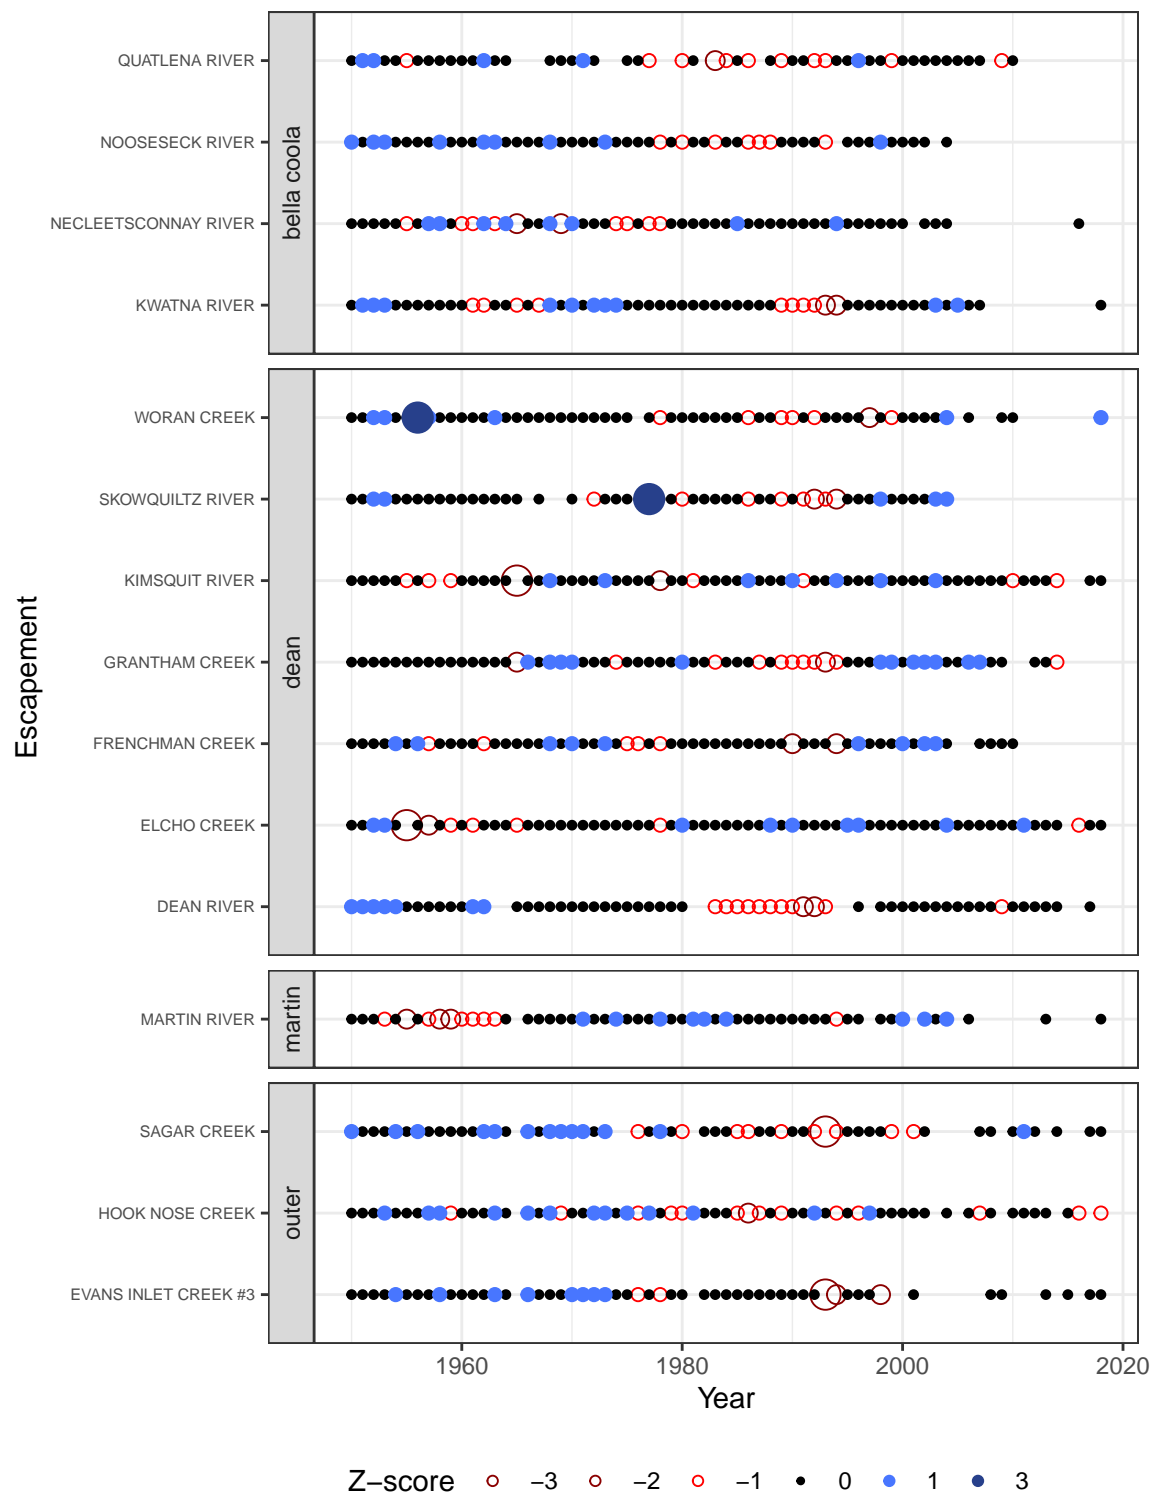 QUATLENA RIVER
NOOSESECK RIVER
NECLEETSCONNAY RIVER
KWATNA RIVER
bella coola
WORAN CREEK
SKOWQUILTZ RIVER
KIMSQUIT RIVER
GRANTHAM CREEK
FRENCHMAN CREEK
ELCHO CREEK
DEAN RIVER
dean
MARTIN RIVER
martin
SAGAR CREEK
HOOK NOSE CREEK
EVANS INLET CREEK #3
outer
Escapement
1960 1980 2000 2020
Year
Z−score −3 −2 −1 0 1 3